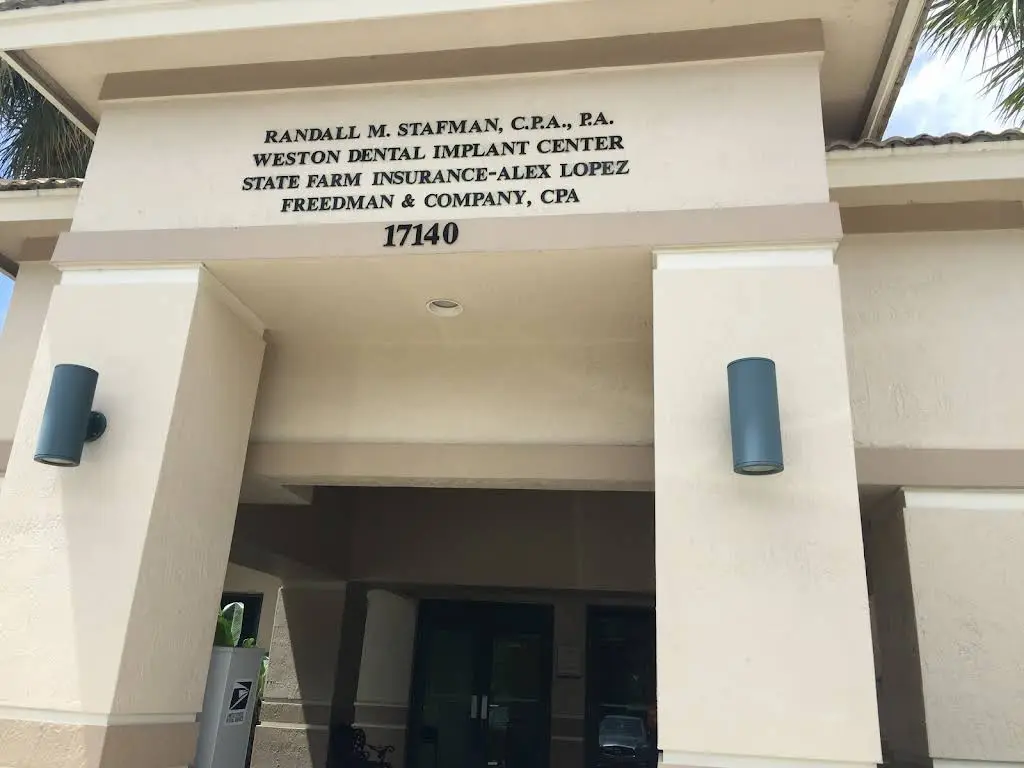 RANDALL M. STAFMAN, C.P.A., P.A.
WESTON DENTAL IMPLANT CENTER
STATE FARM INSURANCE-ALEX LOPEZ
FREEDMAN & COMPANY, CPA
17140